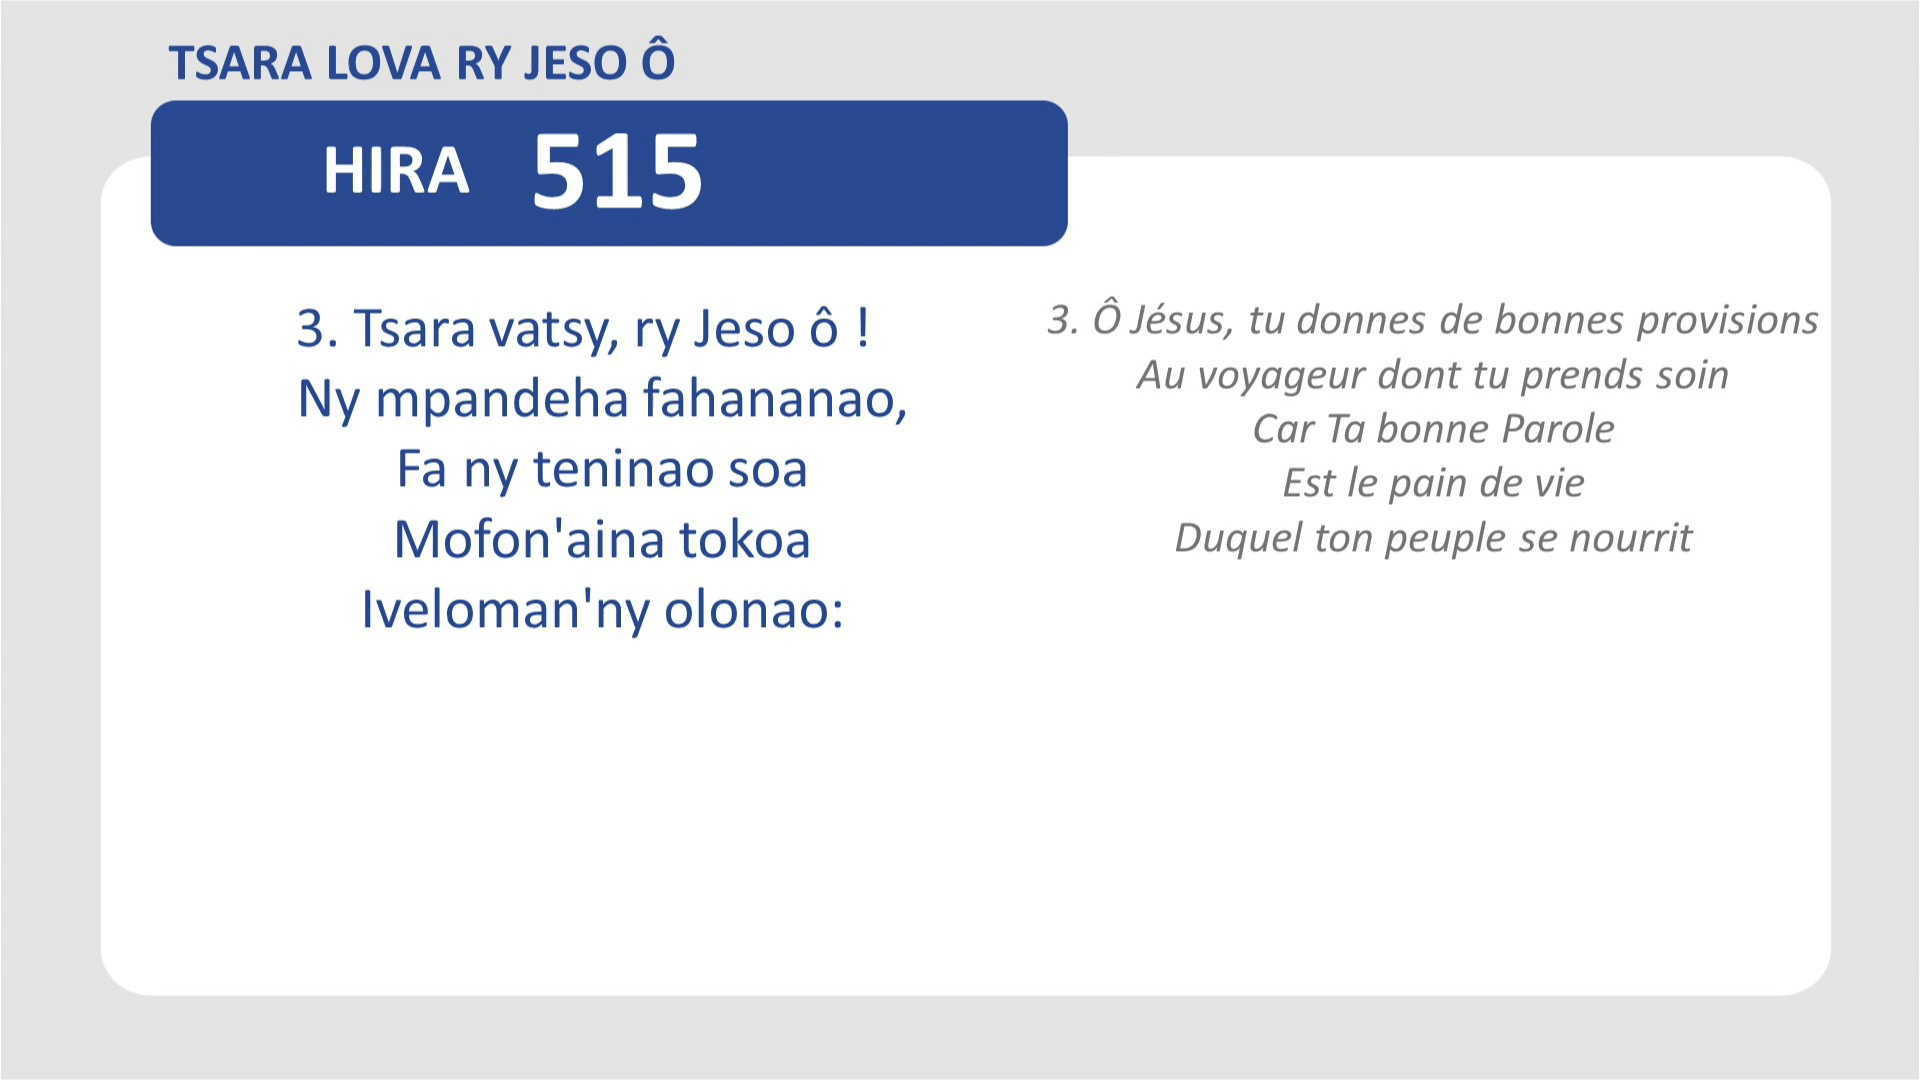 TSARA LOVA RY JESO Ô
HIRA 515
3. Tsara vatsy, ry Jeso ô !
Ny mpandeha fahananao,
Fa ny teninao soa
Mofon'aina tokoa
Iveloman'ny olonao:
3. Ô Jésus, tu donnes de bonnes provisions
Au voyageur dont tu prends soin
Car Ta bonne Parole
Est le pain de vie
Duquel ton peuple se nourrit